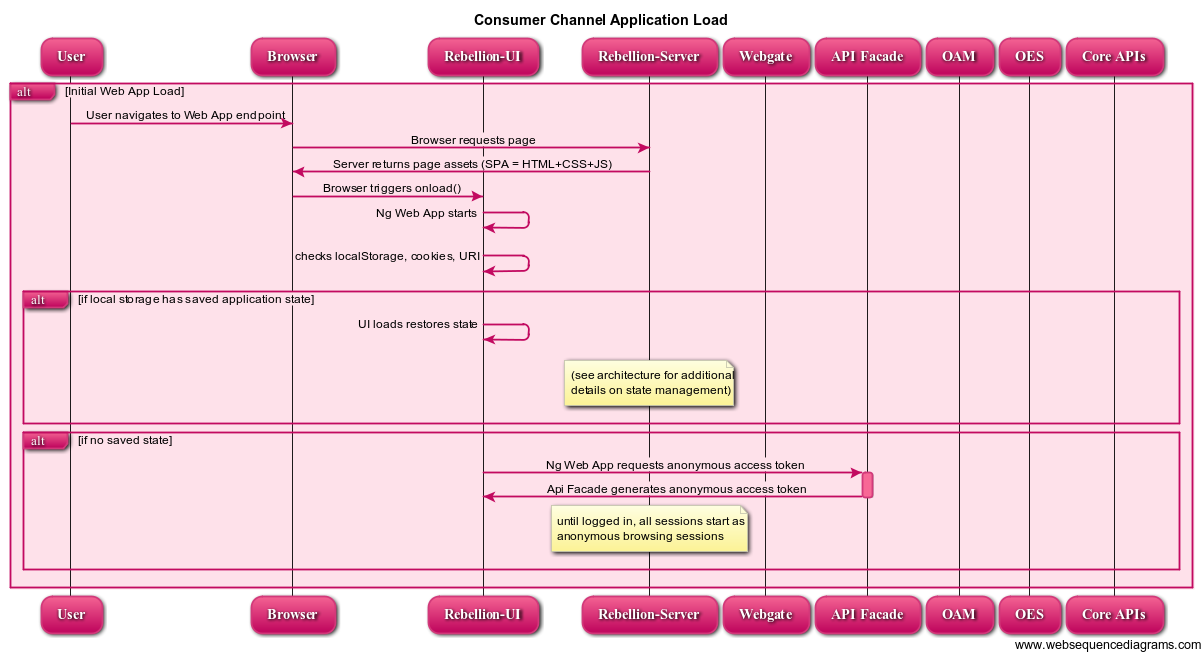 Consumer Channel Application Load
User Browser Rebellion-UI Rebellion-Server Webgate API Facade OAM OES Core APIs
alt [Initial Web App Load]
User navigates to Web App endpoint
Browser requests page
Server returns page assets (SPA = HTML+CSS+JS)
Browser triggers onload()
Ng Web App starts
checks localStorage, cookies, URI
alt [if local storage has saved application state]
UI loads restores state
(see architecture for additional
details on state management)
alt [if no saved state]
Ng Web App requests anonymous access token
Api Facade generates anonymous access token
until logged in, all sessions start as
anonymous browsing sessions
User Browser Rebellion-UI Rebellion-Server Webgate API Facade OAM OES Core APIs
www.websequencediagrams.com